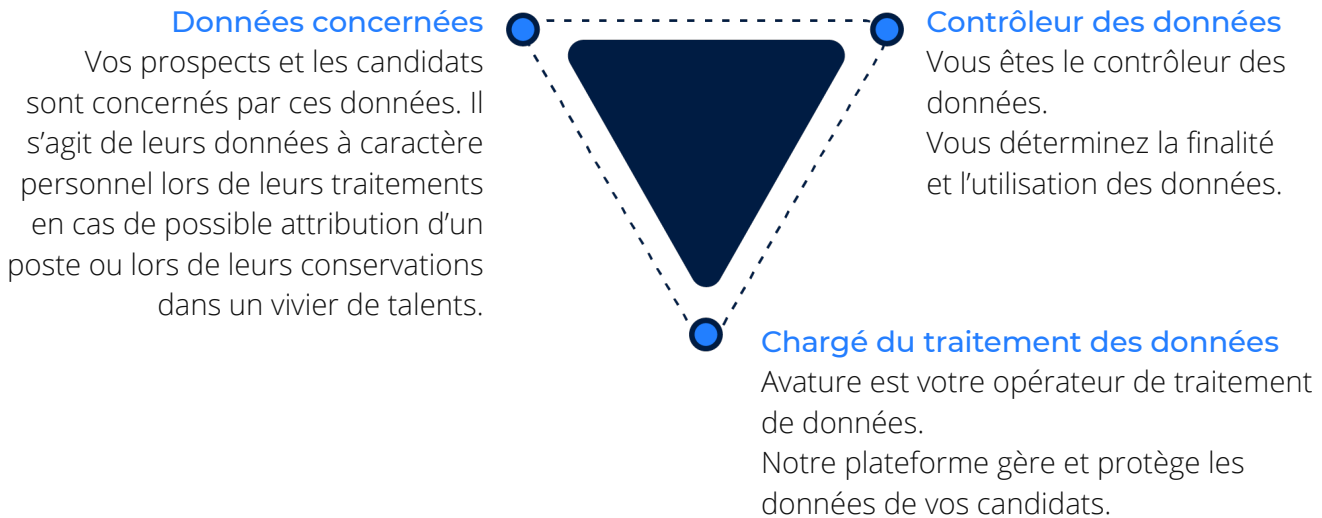 Données concernées
Vos prospects et les candidats
sont concernés par ces données. Il
s’agit de leurs données à caractère
personnel lors de leurs traitements
en cas de possible attribution d’un
poste ou lors de leurs conservations
dans un vivier de talents.
Contrôleur des données
Vous êtes le contrôleur des
données.
Vous déterminez la finalité
et l’utilisation des données.
Chargé du traitement des données
Avature est votre opérateur de traitement
de données.
Notre plateforme gère et protège les
données de vos candidats.